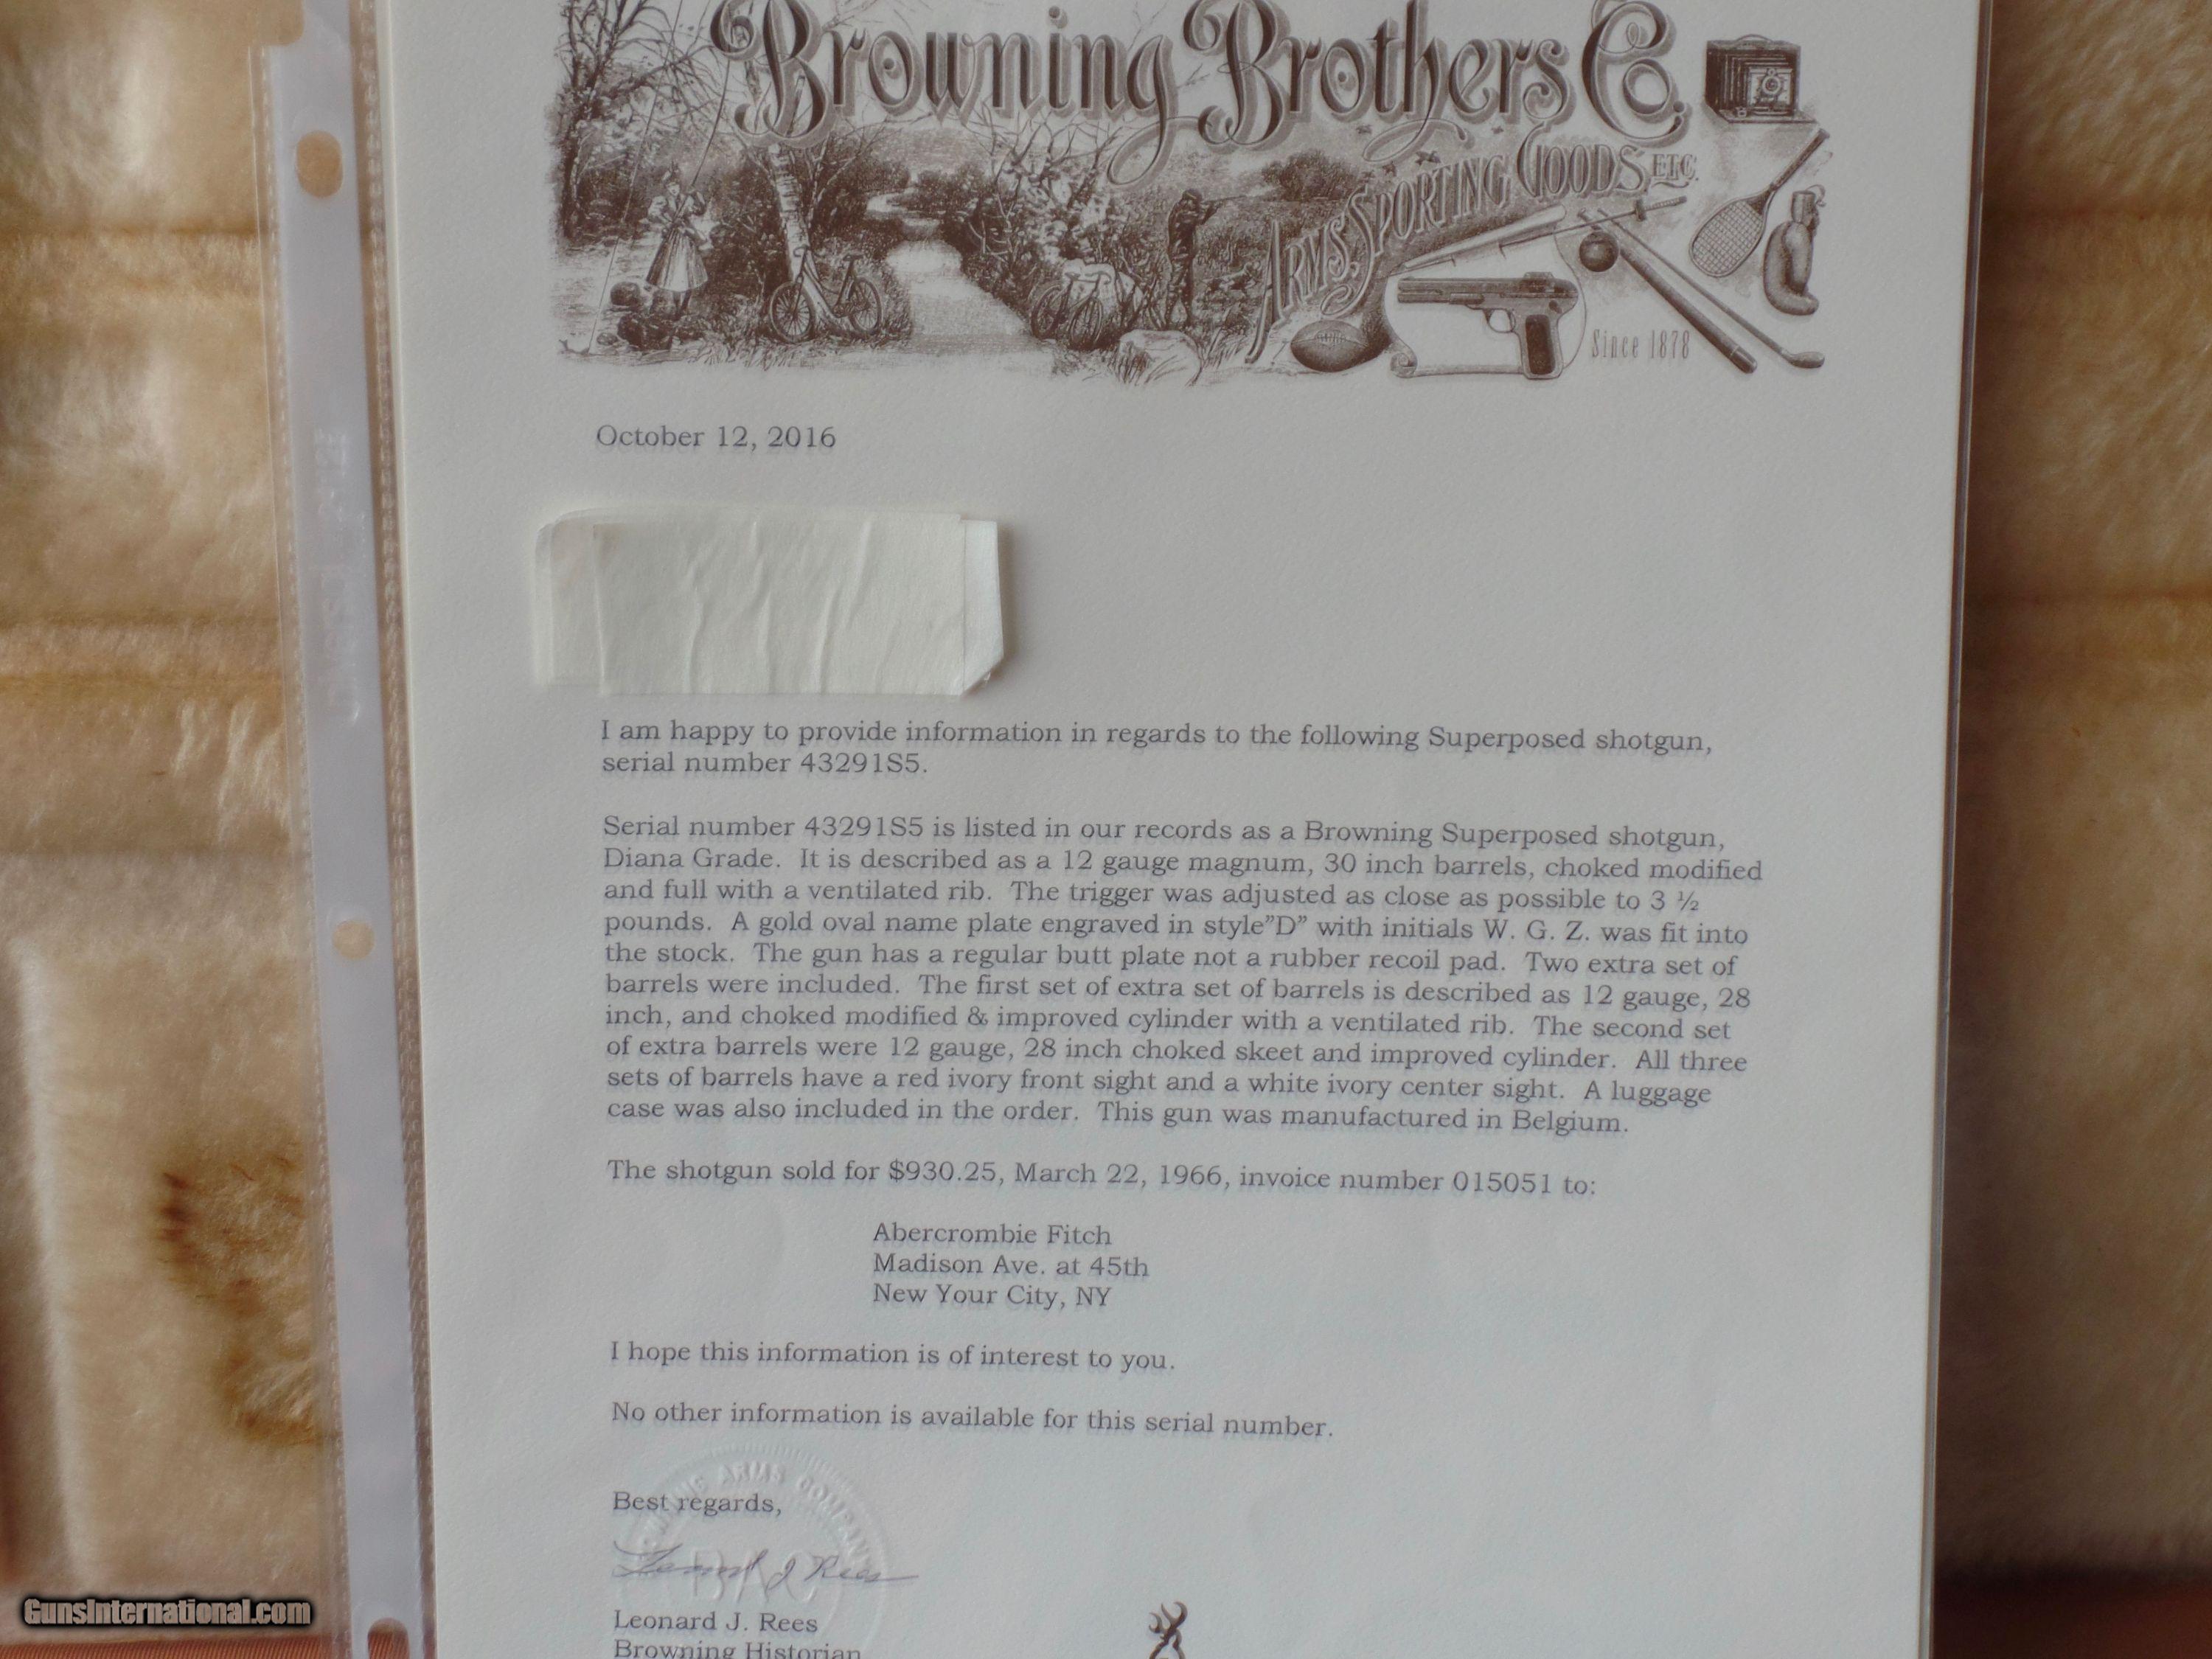 Browning Brothers Co.
Arms, Sporting Goods, Etc.
Since 1878
October 12, 2016
I am happy to provide information in regards to the following Superposed shotgun,
serial number 43291S5.
Serial number 43291S5 is listed in our records as a Browning Superposed shotgun,
Diana Grade. It is described as a 12 gauge magnum, 30 inch barrels, choked modified
and full with a ventilated rib. The trigger was adjusted as close as possible to 3 ½
pounds. A gold oval name plate engraved in style"D" with initials W. G. Z. was fit into
the stock. The gun has a regular butt plate not a rubber recoil pad. Two extra set of
barrels were included. The first set of extra set of barrels is described as 12 gauge, 28
inch, and choked modified & improved cylinder with a ventilated rib. The second set
of extra barrels were 12 gauge, 28 inch choked skeet and improved cylinder. All three
sets of barrels have a red ivory front sight and a white ivory center sight. A luggage
case was also included in the order. This gun was manufactured in Belgium.
The shotgun sold for $930.25, March 22, 1966, invoice number 015051 to:
Abercrombie Fitch
Madison Ave. at 45th
New Your City, NY
I hope this information is of interest to you.
No other information is available for this serial number.
ARMS COMPANY
Best regards,
BAC
Leonard J Rees
Leonard J. Rees
Browning Historian
GunsInternational.com